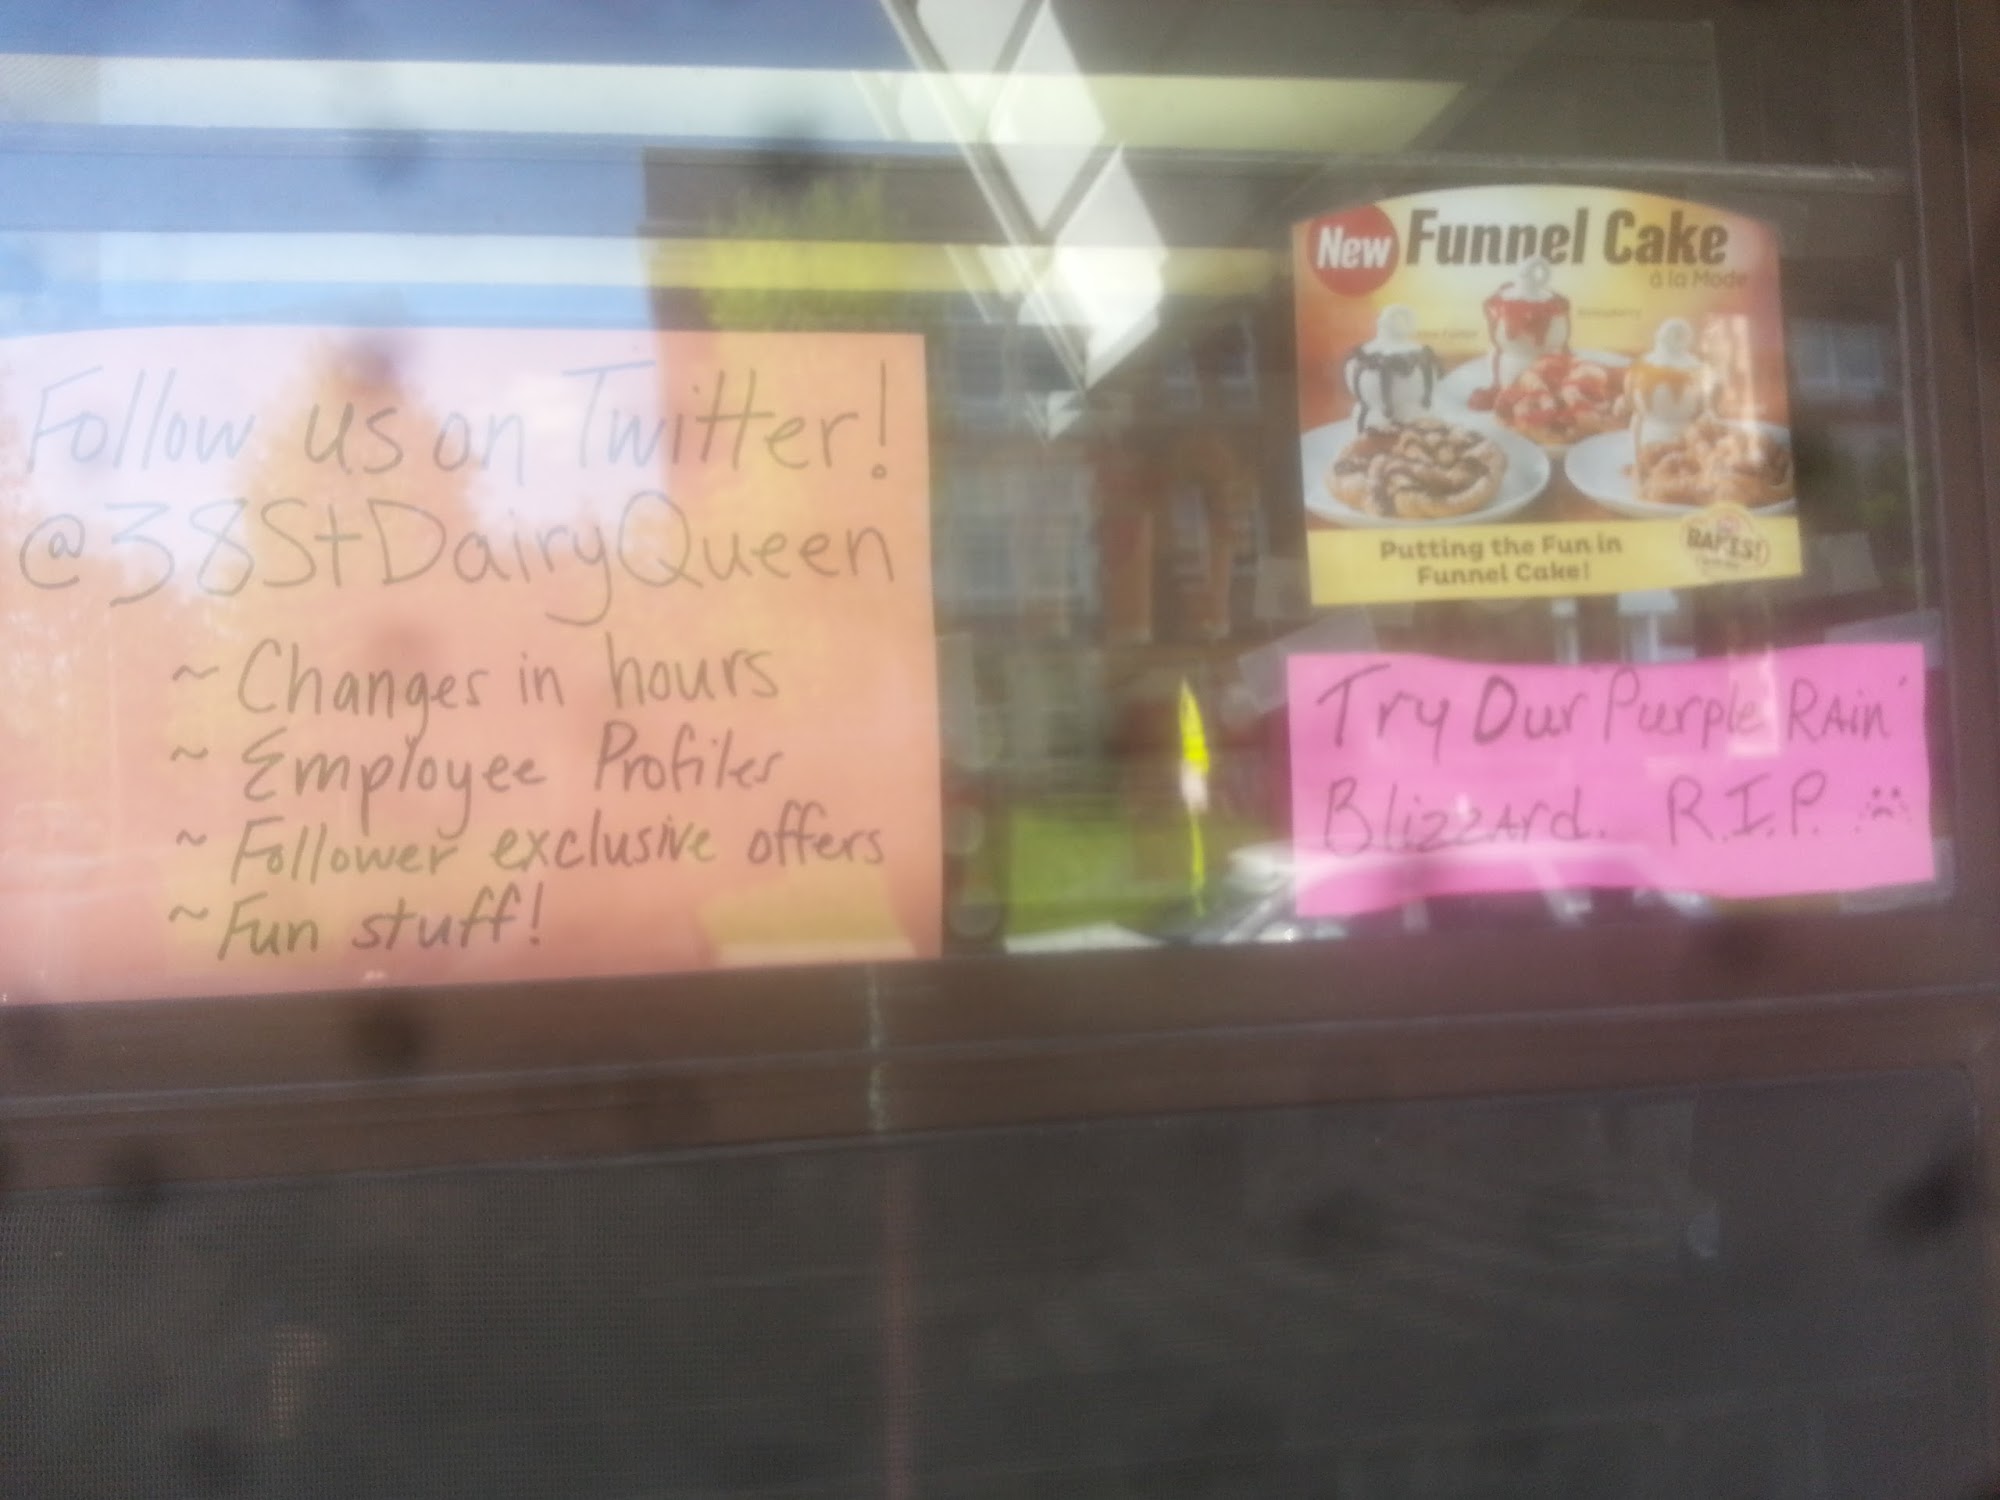 Follow us on Twitter!
@38StDairyQueen
~ Changes in hours
~ Employee Profiles
~ Follower exclusive offers
~ Fun stuff!
New Funnel Cake
à la Mode
Putting the Fun in
Funnel Cake!
BAKES!
Try Our "Purple RAin"
Blizzard. R.I.P.